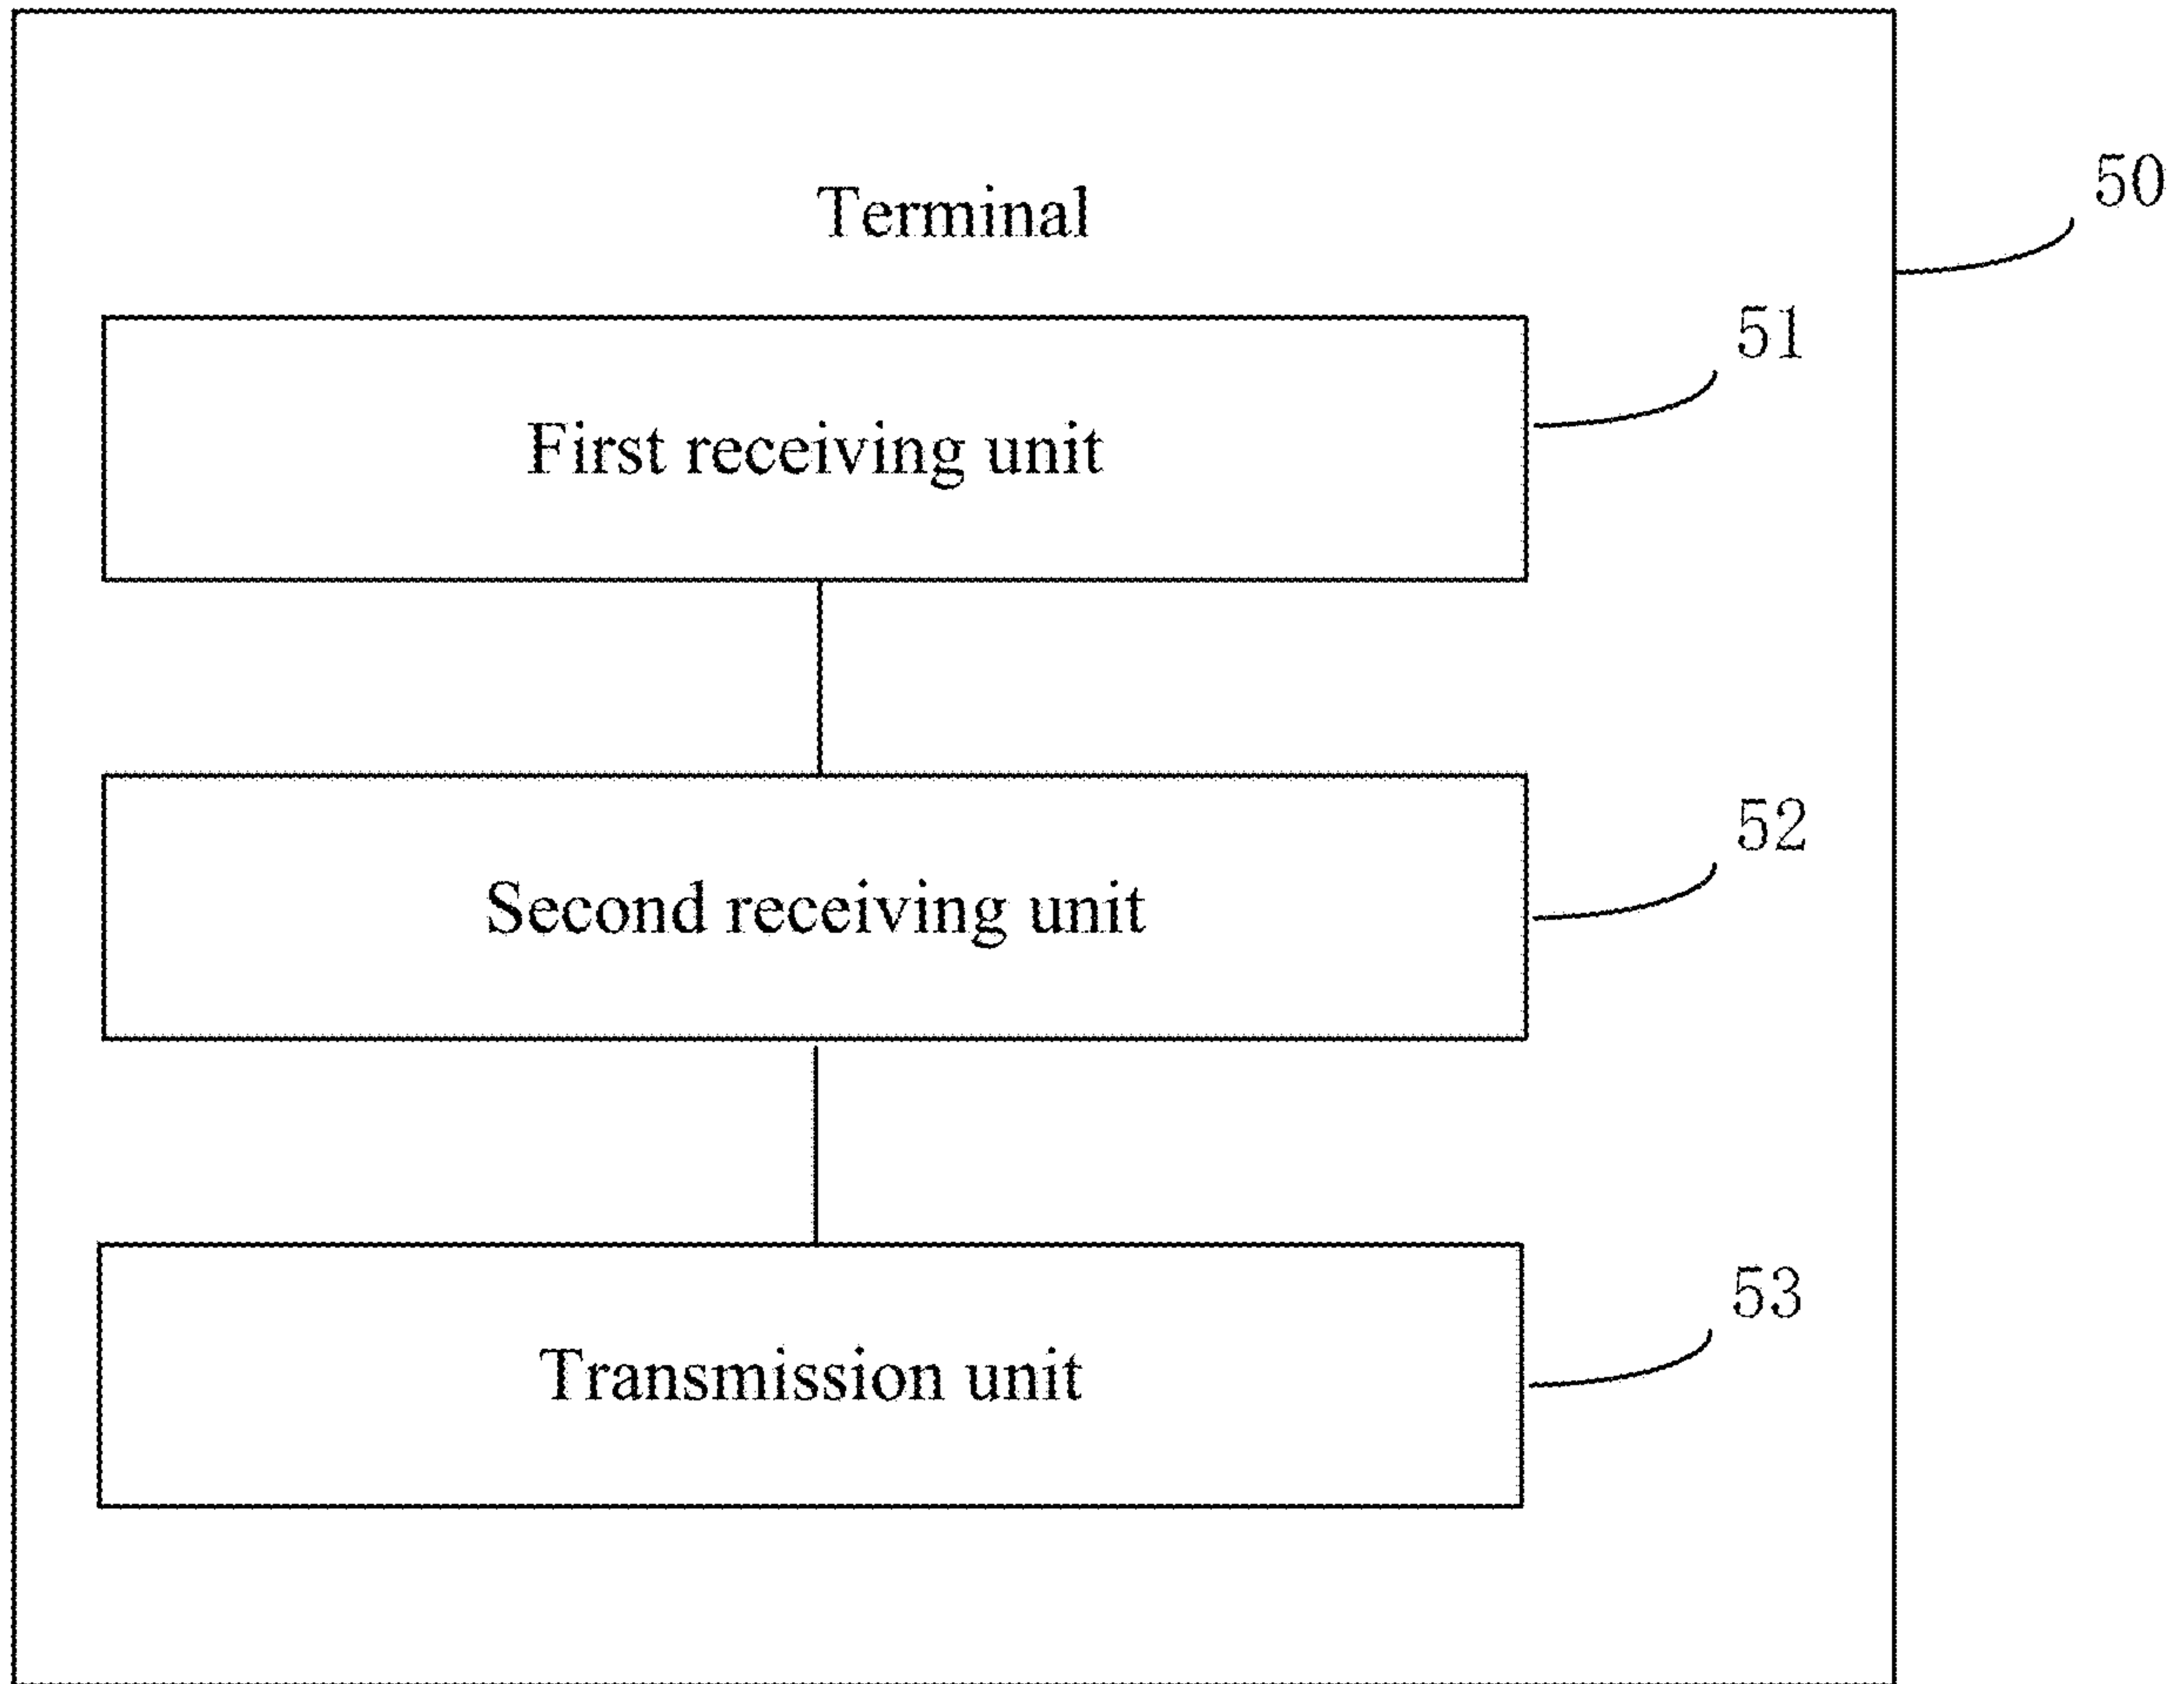 Terminal
50
51
First receiving unit
52
Second receiving unit
53
Transmission unit